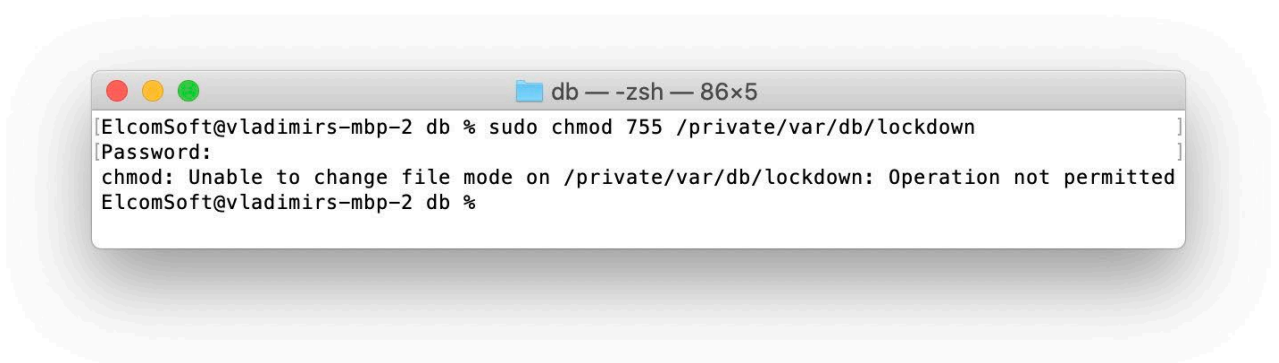 db — -zsh — 86×5
[ElcomSoft@vladimirs-mbp-2 db % sudo chmod 755 /private/var/db/lockdown ]
[Password: ]
chmod: Unable to change file mode on /private/var/db/lockdown: Operation not permitted
ElcomSoft@vladimirs-mbp-2 db %